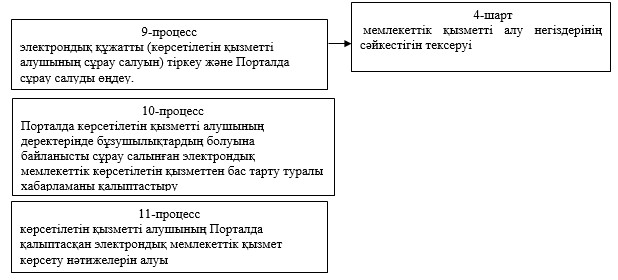 9-процесс
электрондық құжатты (көрсетілетін қызметті
алушының сұрау салуын) тіркеу және Порталда
сұрау салуды өңдеу.
4-шарт
мемлекеттік қызметті алу негіздерінің
сәйкестігін тексеруі
10-процесс
Порталда көрсетілетін қызметті алушының
деректерінде бұзушылықтардың болуына
байланысты сұрау салынған электрондық
мемлекеттік көрсетілетін қызметтен бас тарту туралы
хабарламаны қалыптастыру
11-процесс
көрсетілетін қызметті алушының Порталда
қалыптасқан электрондық мемлекеттік қызмет
көрсету нәтижелерін алуы